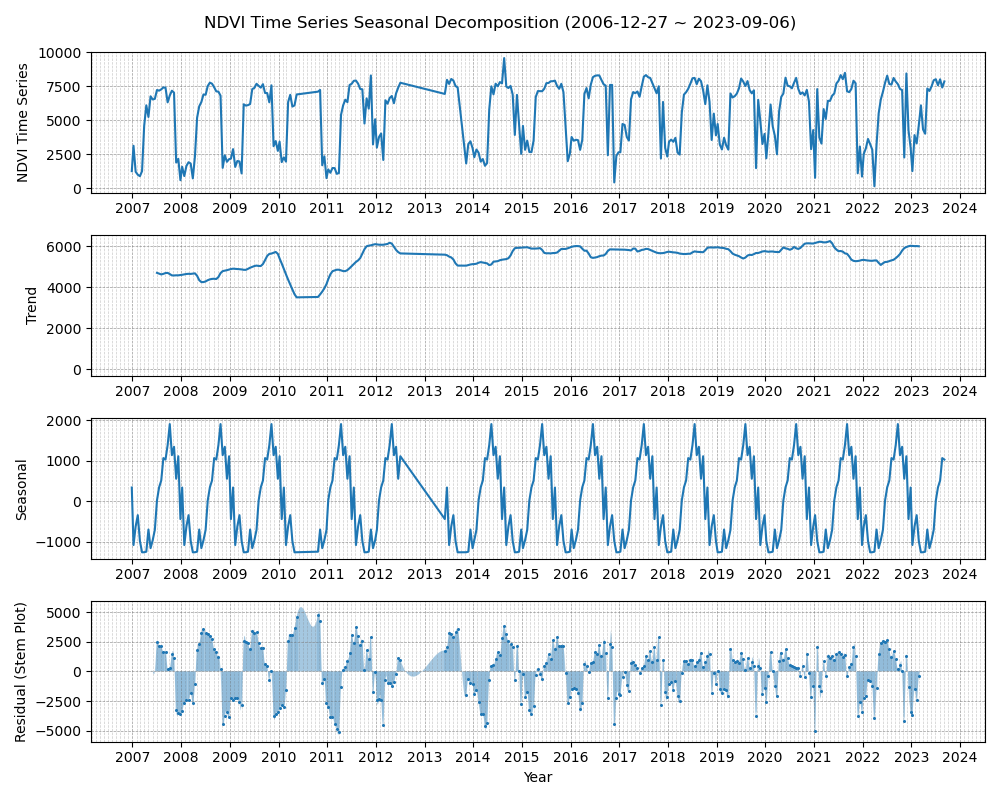 NDVI Time Series Seasonal Decomposition (2006-12-27 ~ 2023-09-06)
NDVI Time Series
10000
7500
5000
2500
0
2007 2008 2009 2010 2011 2012 2013 2014 2015 2016 2017 2018 2019 2020 2021 2022 2023 2024
Trend
6000
4000
2000
0
2007 2008 2009 2010 2011 2012 2013 2014 2015 2016 2017 2018 2019 2020 2021 2022 2023 2024
Seasonal
2000
1000
0
−1000
2007 2008 2009 2010 2011 2012 2013 2014 2015 2016 2017 2018 2019 2020 2021 2022 2023 2024
Residual (Stem Plot)
5000
2500
0
−2500
−5000
2007 2008 2009 2010 2011 2012 2013 2014 2015 2016 2017 2018 2019 2020 2021 2022 2023 2024
Year